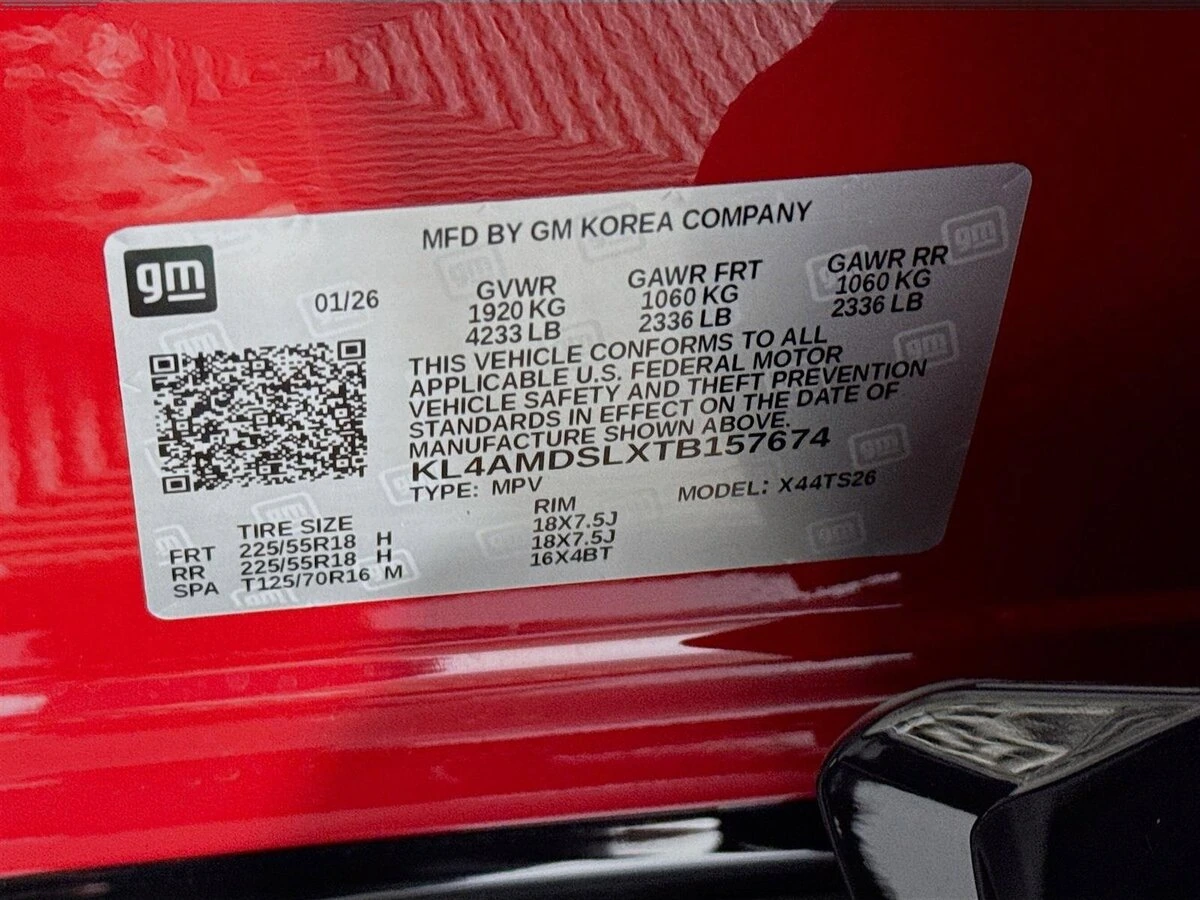 gm
MFD BY GM KOREA COMPANY
01/26
GVWR
1920 KG
4233 LB
GAWR FRT
1060 KG
2336 LB
GAWR RR
1060 KG
2336 LB
THIS VEHICLE CONFORMS TO ALL
APPLICABLE U.S. FEDERAL MOTOR
VEHICLE SAFETY AND THEFT PREVENTION
STANDARDS IN EFFECT ON THE DATE OF
MANUFACTURE SHOWN ABOVE.
KL4AMDSLXTB157674
TYPE: MPV MODEL: X44TS26
TIRE SIZE RIM
FRT 225/55R18 H 18X7.5J
RR 225/55R18 H 18X7.5J
SPA T125/70R16 M 16X4BT